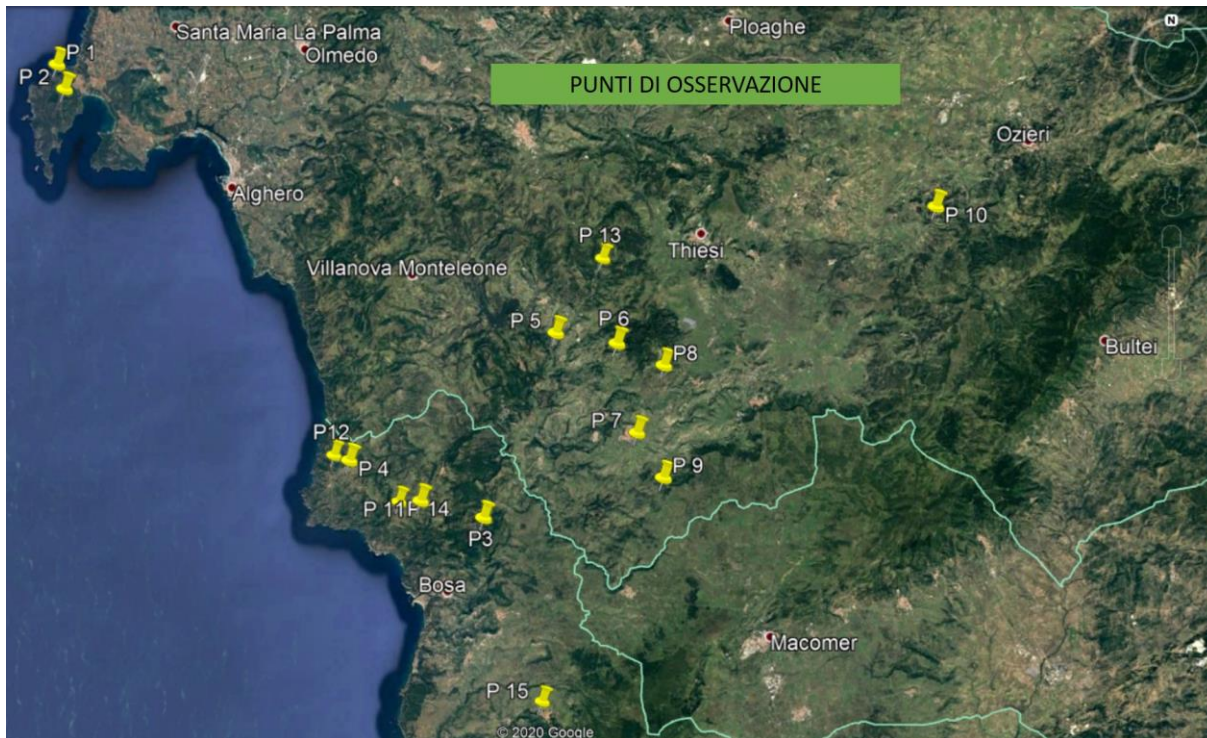 Santa Maria La Palma
Ploaghe
P 1
Olmedo
P 2
PUNTI DI OSSERVAZIONE
N
Ozieri
Alghero
P 10
P 13
Thiesi
Villanova Monteleone
P 5
P 6
P8
Bultei
P 7
P12
P 4
P 9
P 11
P 14
P3
Bosa
Macomer
P 15
© 2020 Google